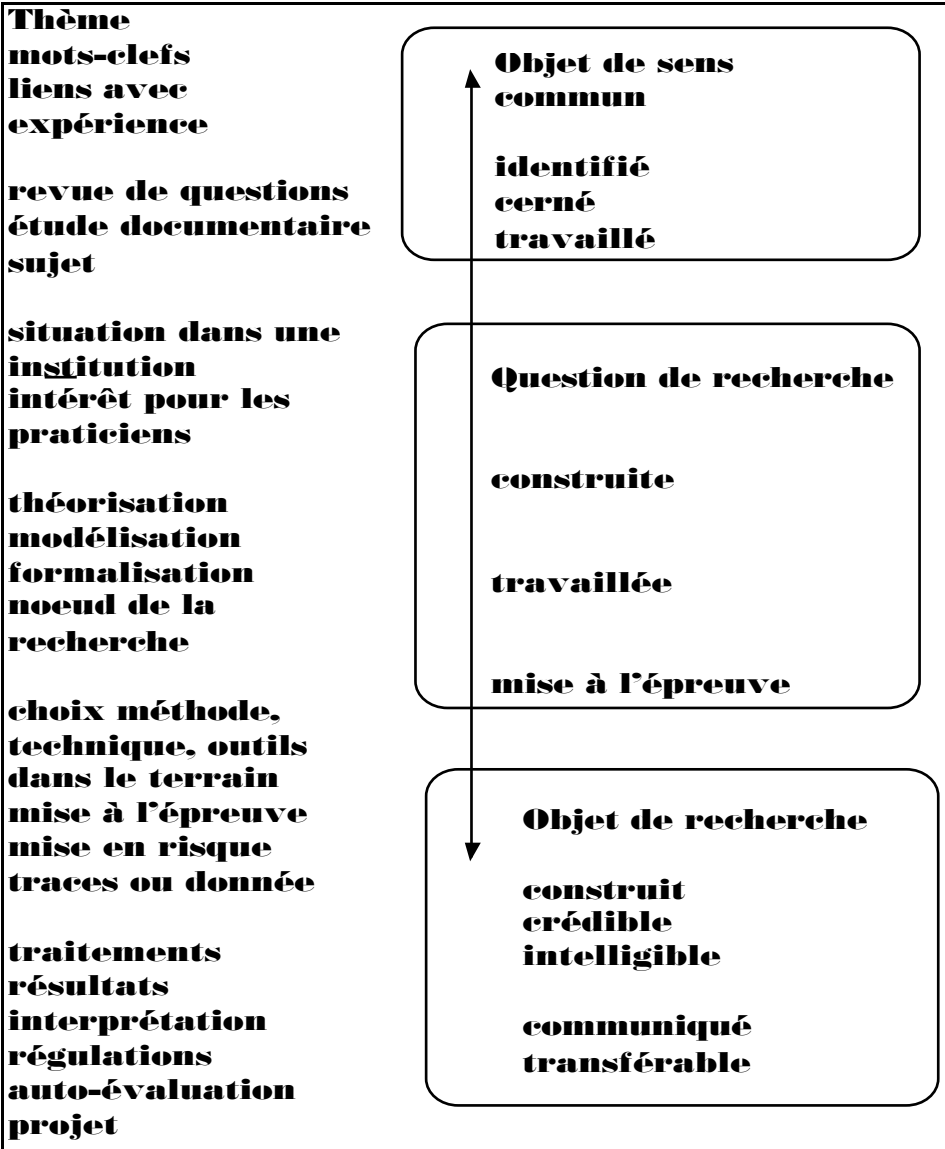 Thème
mots-clefs
liens avec
expérience
revue de questions
étude documentaire
sujet
situation dans une
institution
intérêt pour les
praticiens
théorisation
modélisation
formalisation
noeud de la
recherche
choix méthode,
technique, outils
dans le terrain
mise à l'épreuve
mise en risque
traces ou donnée
traitements
résultats
interprétation
régulations
auto-évaluation
projet
Objet de sens
commun
identifié
cerné
travaillé
Question de recherche
construite
travaillée
mise à l'épreuve
Objet de recherche
construit
crédible
intelligible
communiqué
transférable